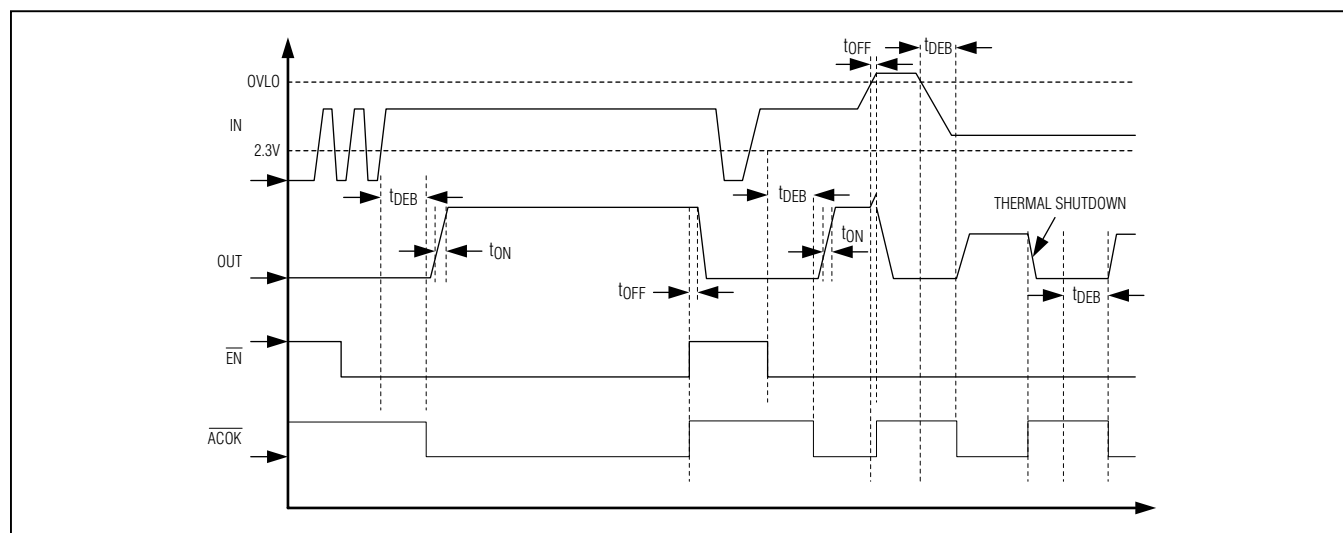 tOFF
tDEB
OVLO
IN
2.3V
tDEB
tDEB
THERMAL SHUTDOWN
tON
tON
OUT
tOFF
tDEB
EN
ACOK